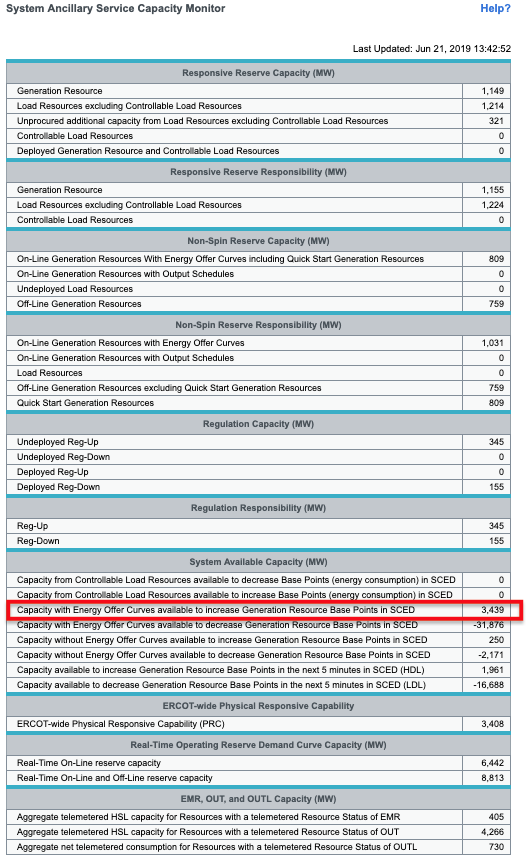 System Ancillary Service Capacity Monitor Help?
Last Updated: Jun 21, 2019 13:42:52
Responsive Reserve Capacity (MW)
Generation Resource 1,149
Load Resources excluding Controllable Load Resources 1,214
Unprocured additional capacity from Load Resources excluding Controllable Load Resources 321
Controllable Load Resources 0
Deployed Generation Resource and Controllable Load Resources 0
Responsive Reserve Responsibility (MW)
Generation Resource 1,155
Load Resources excluding Controllable Load Resources 1,224
Controllable Load Resources 0
Non-Spin Reserve Capacity (MW)
On-Line Generation Resources With Energy Offer Curves including Quick Start Generation Resources 809
On-Line Generation Resources with Output Schedules 0
Undeployed Load Resources 0
Off-Line Generation Resources 759
Non-Spin Reserve Responsibility (MW)
On-Line Generation Resources with Energy Offer Curves 1,031
On-Line Generation Resources with Output Schedules 0
Load Resources 0
Off-Line Generation Resources excluding Quick Start Generation Resources 759
Quick Start Generation Resources 809
Regulation Capacity (MW)
Undeployed Reg-Up 345
Undeployed Reg-Down 0
Deployed Reg-Up 0
Deployed Reg-Down 155
Regulation Responsibility (MW)
Reg-Up 345
Reg-Down 155
System Available Capacity (MW)
Capacity from Controllable Load Resources available to decrease Base Points (energy consumption) in SCED 0
Capacity from Controllable Load Resources available to increase Base Points (energy consumption) in SCED 0
Capacity with Energy Offer Curves available to increase Generation Resource Base Points in SCED 3,439
Capacity with Energy Offer Curves available to decrease Generation Resource Base Points in SCED -31,876
Capacity without Energy Offer Curves available to increase Generation Resource Base Points in SCED 250
Capacity without Energy Offer Curves available to decrease Generation Resource Base Points in SCED -2,171
Capacity available to increase Generation Resource Base Points in the next 5 minutes in SCED (HDL) 1,961
Capacity available to decrease Generation Resource Base Points in the next 5 minutes in SCED (LDL) -16,688
ERCOT-wide Physical Responsive Capability
ERCOT-wide Physical Responsive Capability (PRC) 3,408
Real-Time Operating Reserve Demand Curve Capacity (MW)
Real-Time On-Line reserve capacity 6,442
Real-Time On-Line and Off-Line reserve capacity 8,813
EMR, OUT, and OUTL Capacity (MW)
Aggregate telemetered HSL capacity for Resources with a telemetered Resource Status of EMR 405
Aggregate telemetered HSL capacity for Resources with a telemetered Resource Status of OUT 4,266
Aggregate net telemetered consumption for Resources with a telemetered Resource Status of OUTL 730